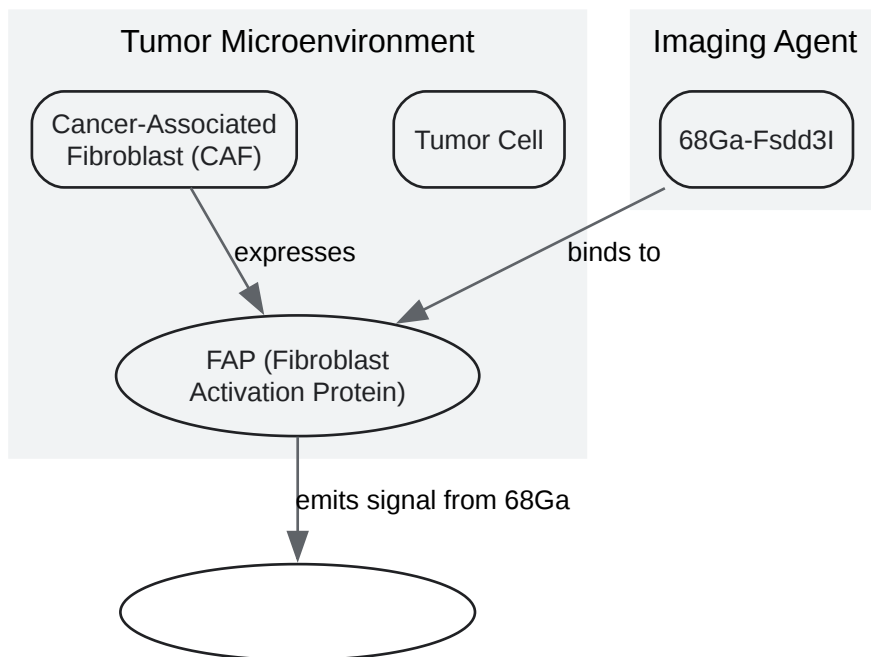 Tumor Microenvironment
Imaging Agent
Cancer-Associated
Fibroblast (CAF)
Tumor Cell
68Ga-Fsdd3I
expresses
binds to
FAP (Fibroblast
Activation Protein)
emits signal from 68Ga